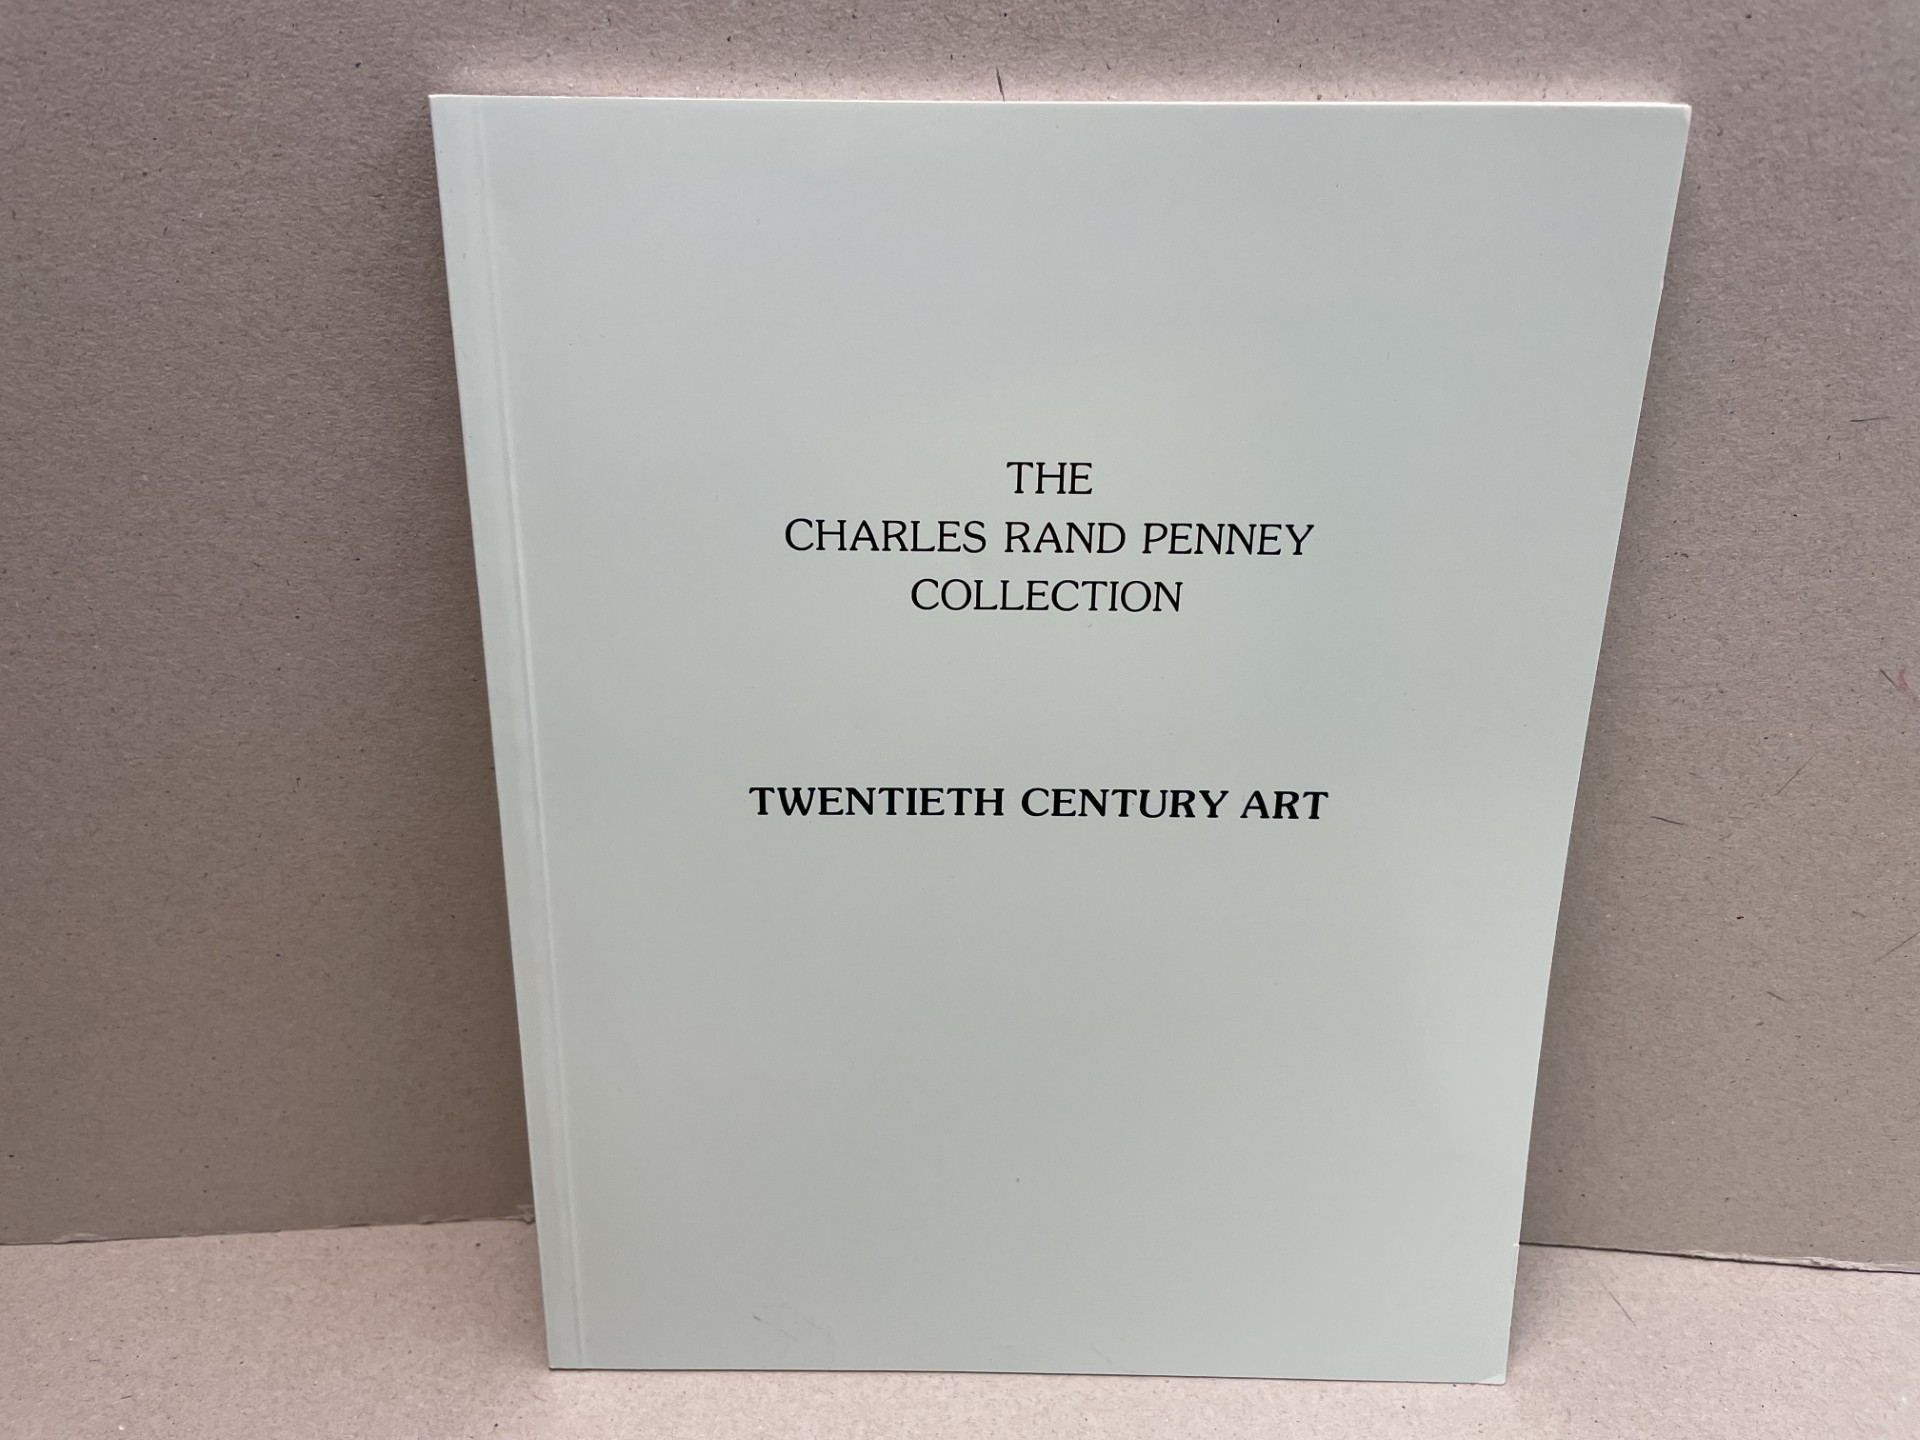 THE
CHARLES RAND PENNEY
COLLECTION
TWENTIETH CENTURY ART